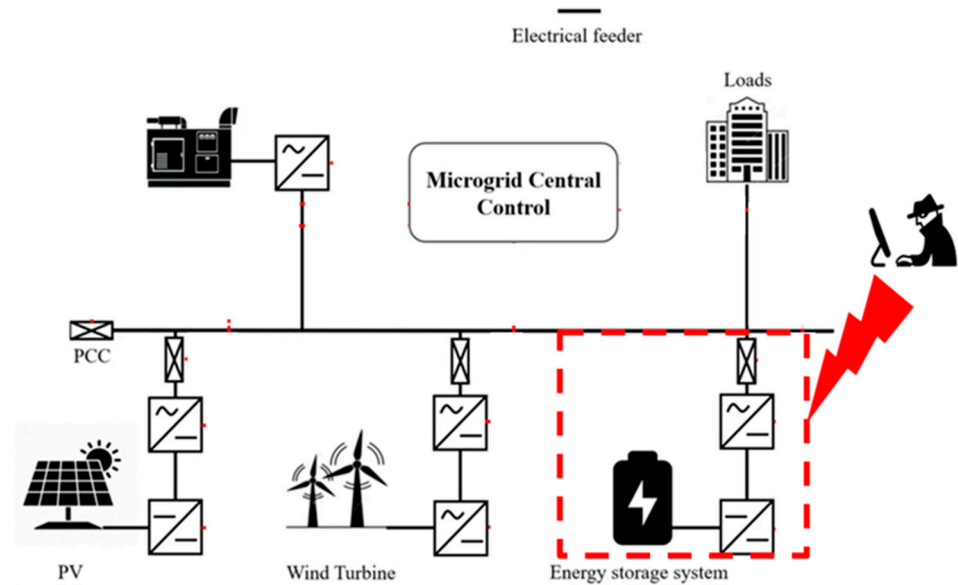 Electrical feeder
Loads
Microgrid Central
Control
PCC
PV
Wind Turbine
Energy storage system